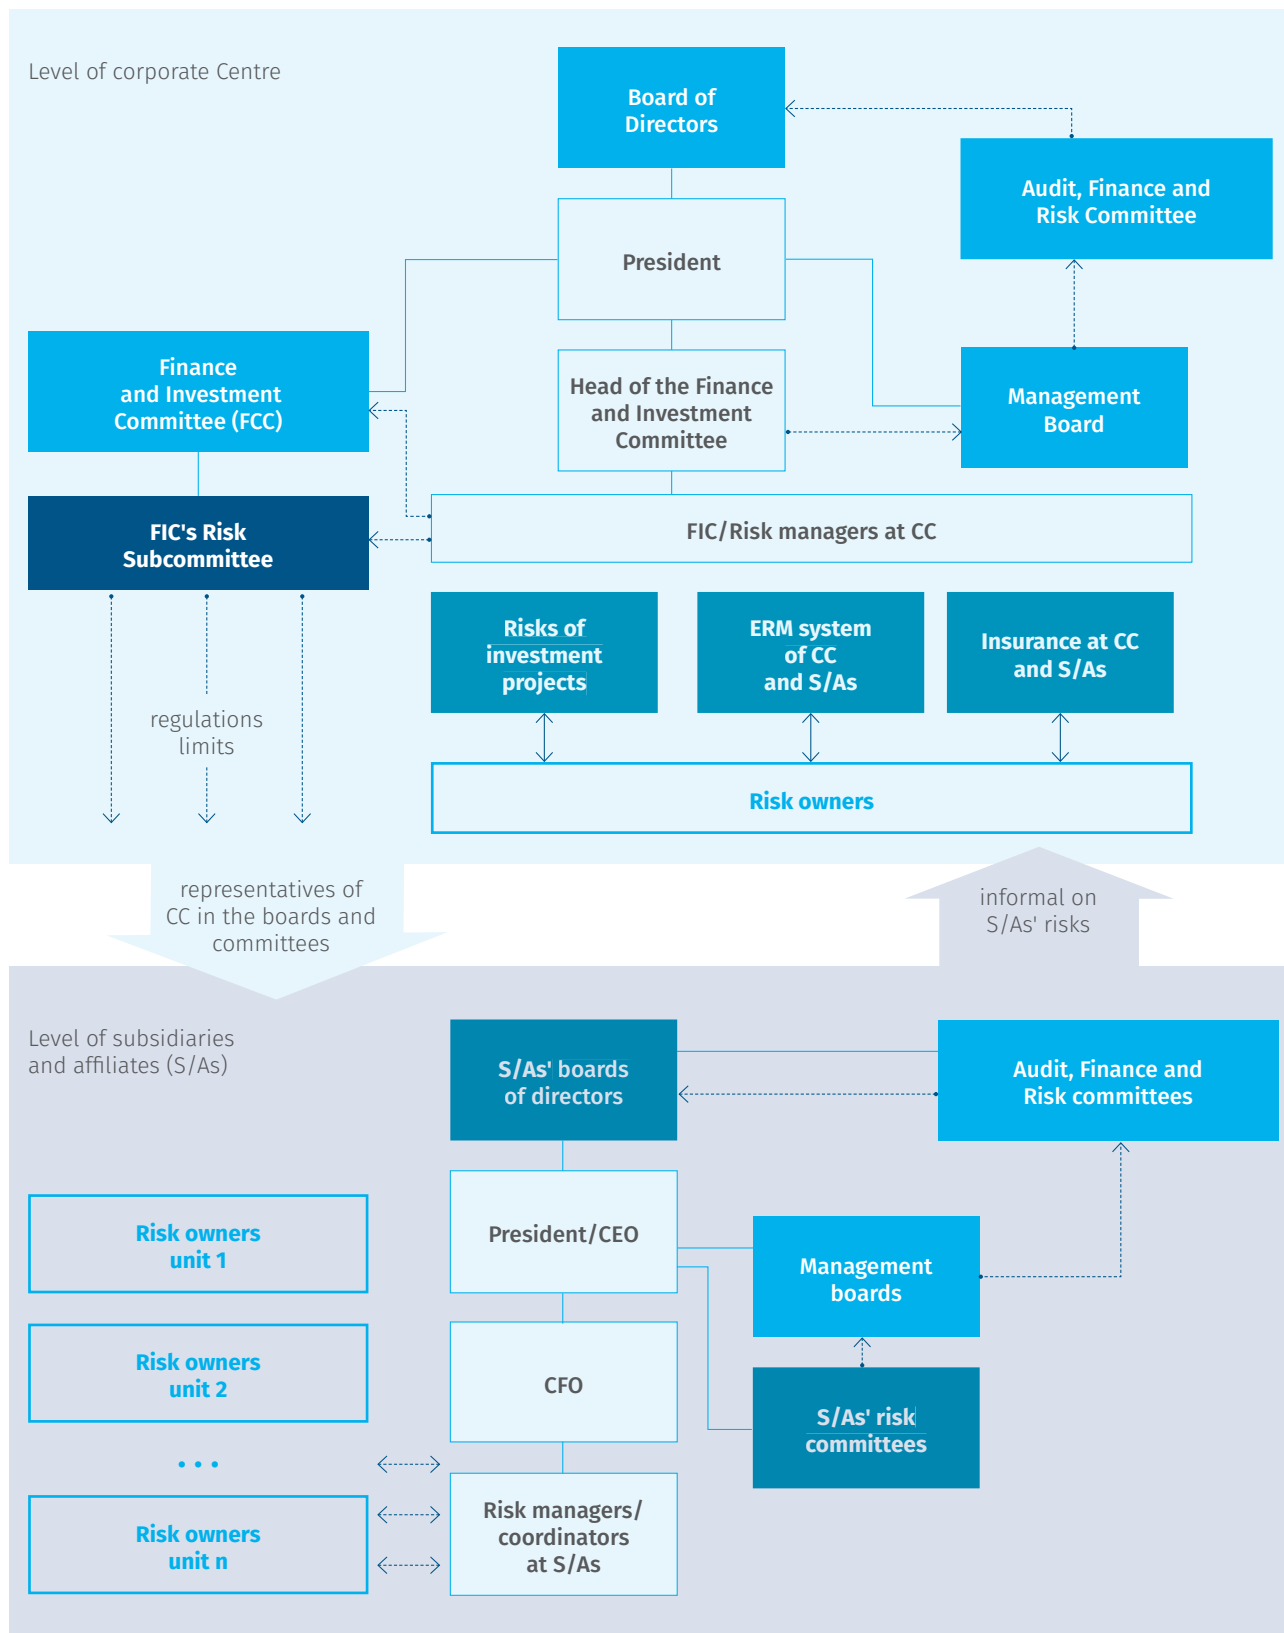 Level of corporate Centre
Board of
Directors
Audit, Finance and
Risk Committee
President
Finance
and Investment
Committee (FCC)
Head of the Finance
and Investment
Committee
Management
Board
FIC's Risk
Subcommittee
FIC/Risk managers at CC
Risks of
investment
projects
ERM system
of CC
and S/As
Insurance at CC
and S/As
regulations
limits
Risk owners
representatives of
CC in the boards and
committees
informal on
S/As' risks
Level of subsidiaries
and affiliates (S/As)
S/As' boards
of directors
Audit, Finance and
Risk committees
Risk owners
unit 1
President/CEO
Management
boards
Risk owners
unit 2
CFO
S/As' risk
committees
...
Risk owners
unit n
Risk managers/
coordinators
at S/As